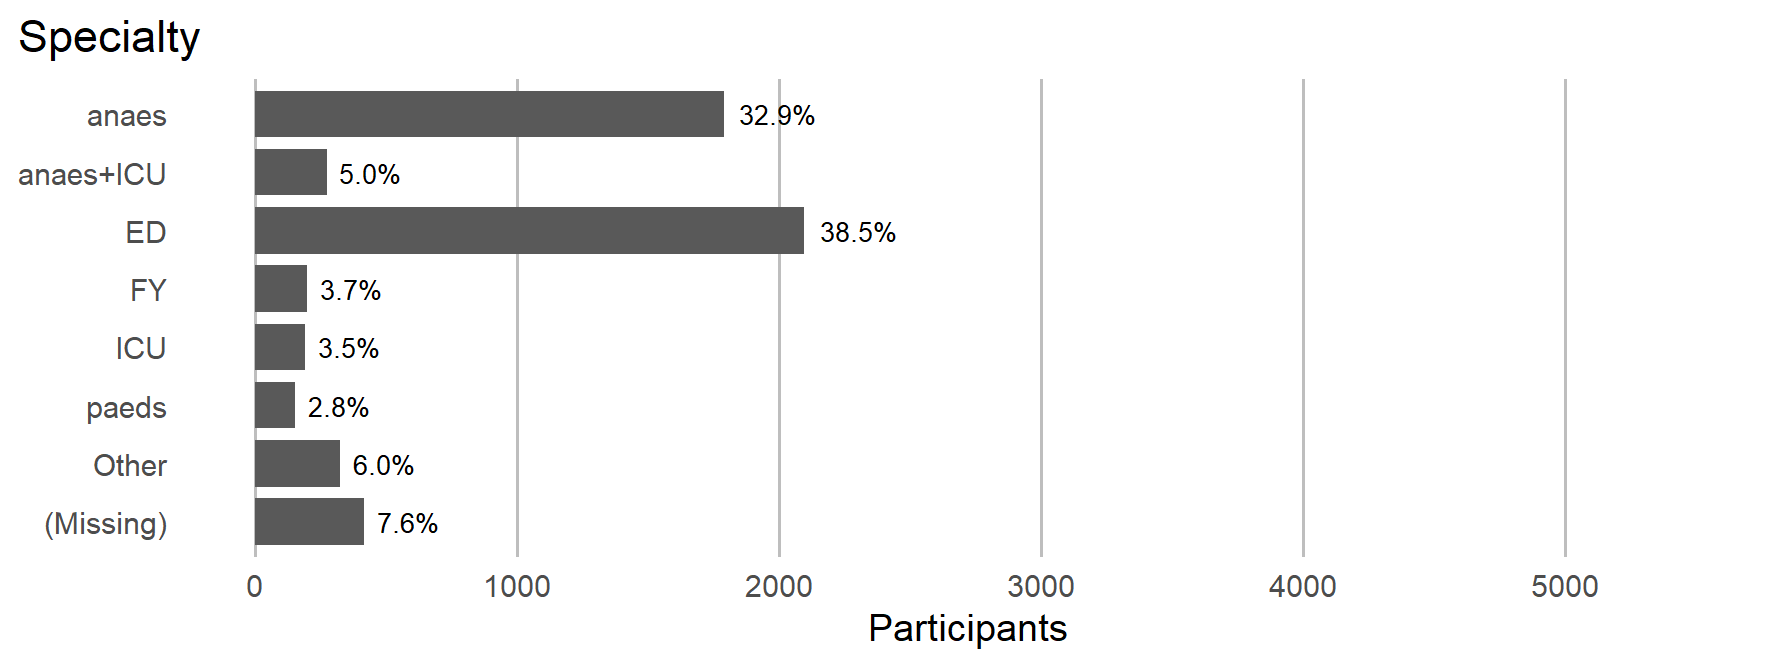 Specialty
anaes 32.9%
anaes+ICU 5.0%
ED 38.5%
FY 3.7%
ICU 3.5%
paeds 2.8%
Other 6.0%
(Missing) 7.6%
0 1000 2000 3000 4000 5000
Participants